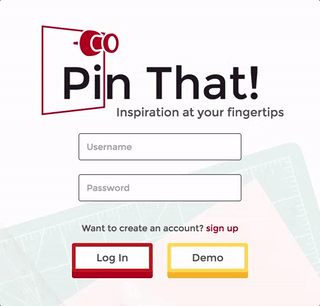 Pin That!
Inspiration at your fingertips
Username
Password
Want to create an account? sign up
Log In
Demo